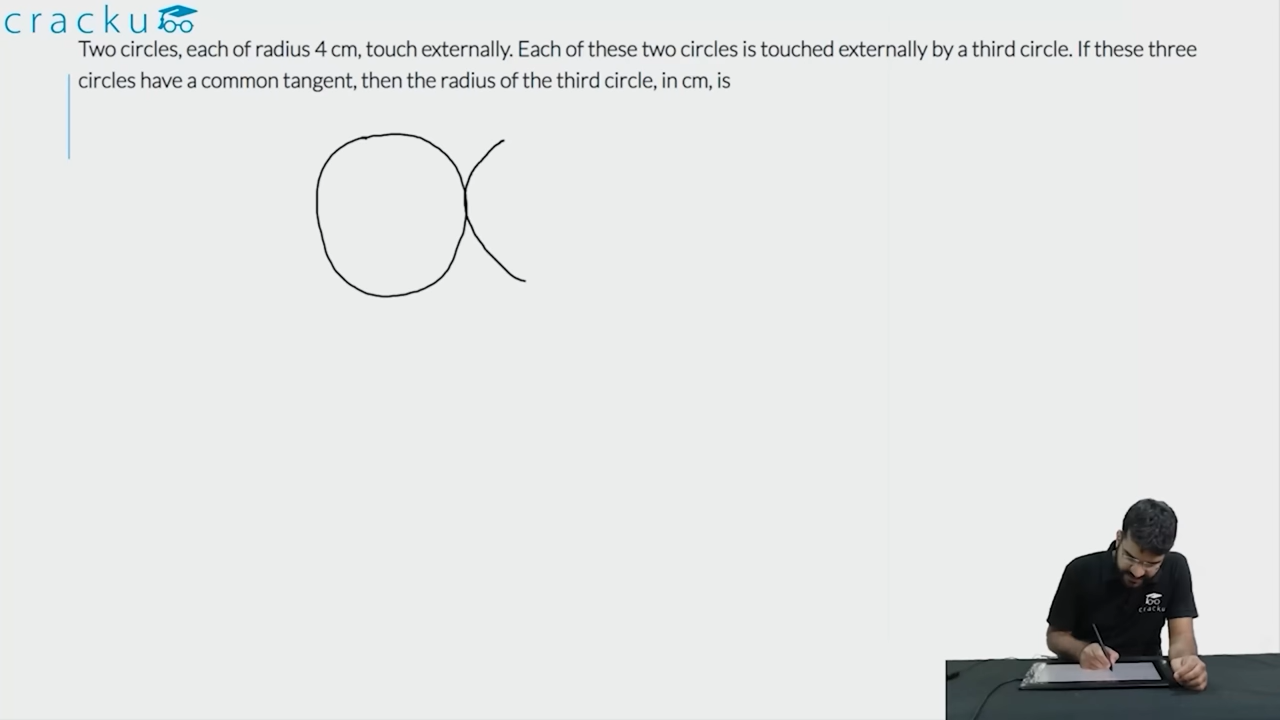 cracku
Two circles, each of radius 4 cm, touch externally. Each of these two circles is touched externally by a third circle. If these three
circles have a common tangent, then the radius of the third circle, in cm, is
cracku